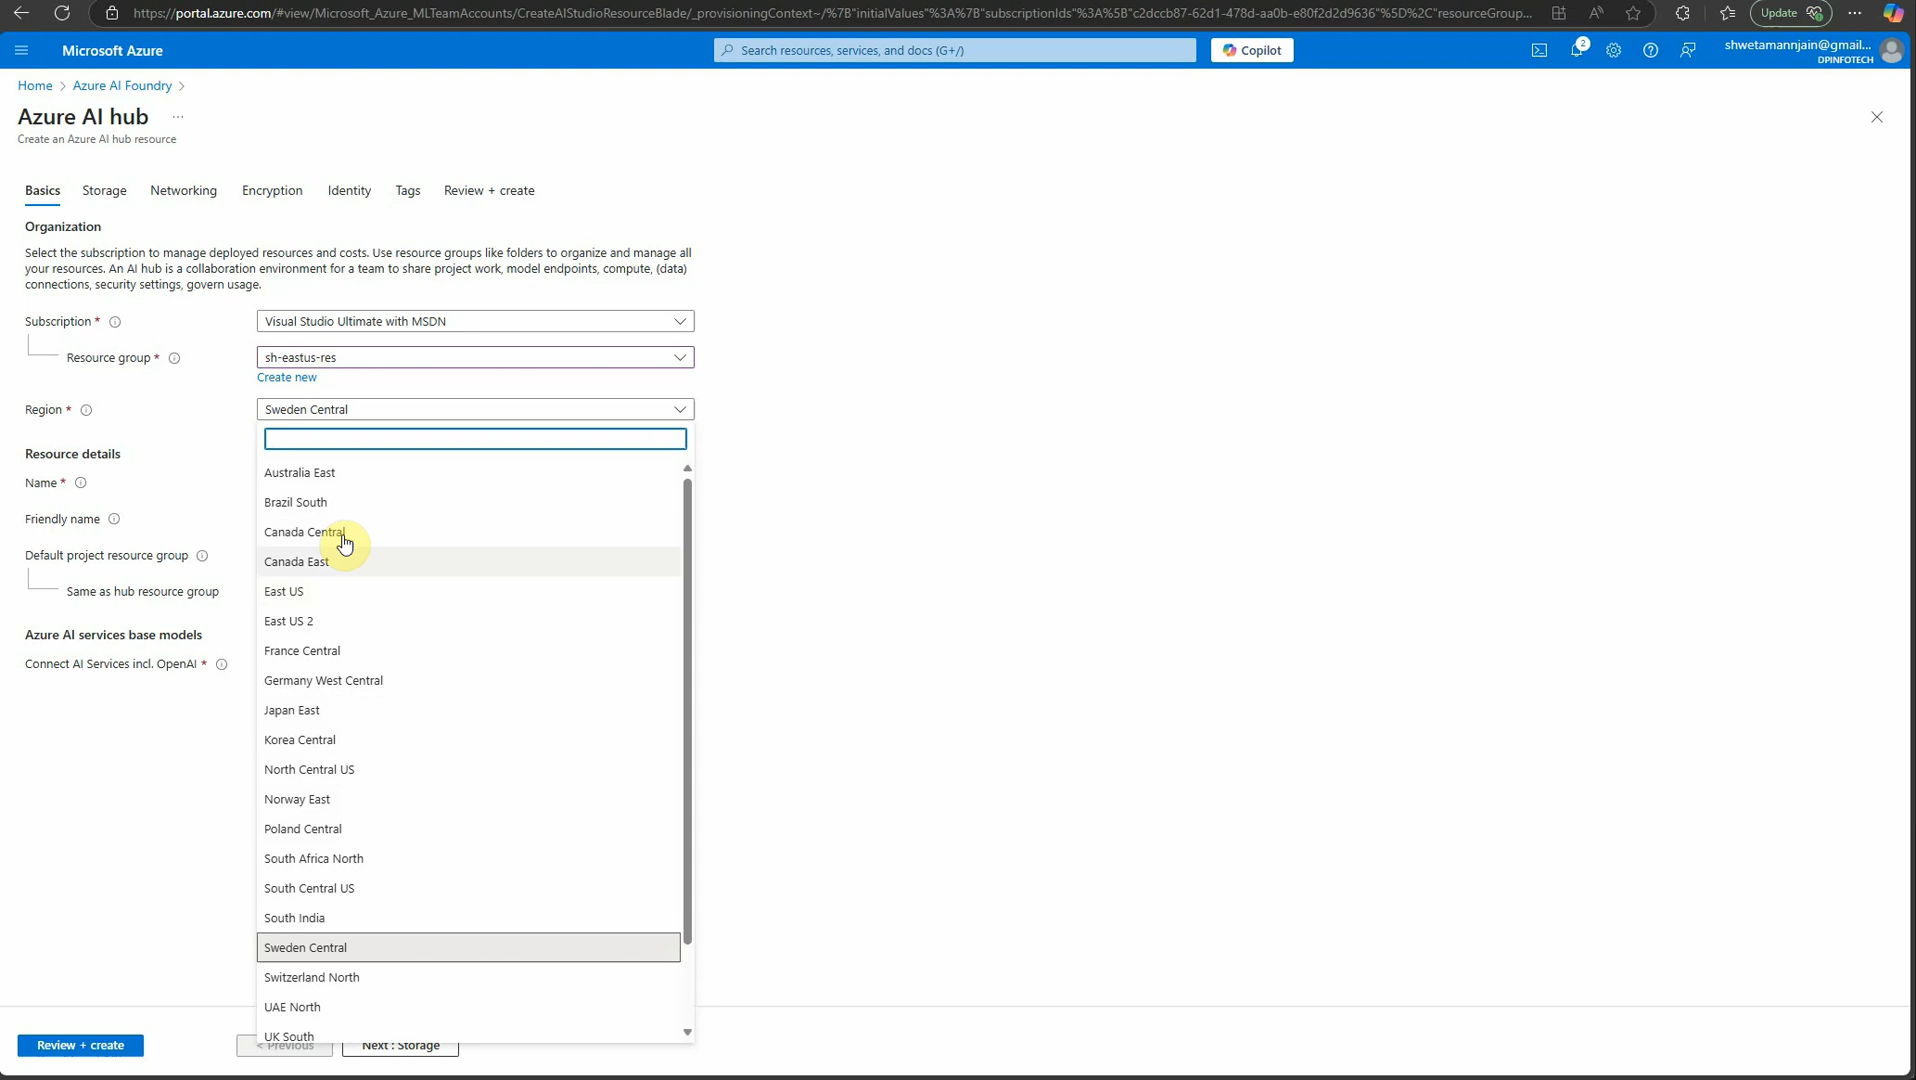 https://portal.azure.com/#view/Microsoft_Azure_MLTeamAccounts/CreateAIStudioResourceBlade/_provisioningContext~/%7B"initialValues"%3A%7B"subscriptionIds"%3A%5B"c2dccb87-62d1-478d-aa0b-e80f2d2d9636"%5D%2C"resourceGroup...
Update
Microsoft Azure
Search resources, services, and docs (G+/)
Copilot
2
shwetamannjain@gmail...
DPINFOTECH
Home > Azure AI Foundry >
Azure AI hub ...
Create an Azure AI hub resource
Basics Storage Networking Encryption Identity Tags Review + create
Organization
Select the subscription to manage deployed resources and costs. Use resource groups like folders to organize and manage all
your resources. An AI hub is a collaboration environment for a team to share project work, model endpoints, compute, (data)
connections, security settings, govern usage.
Subscription *
Visual Studio Ultimate with MSDN
Resource group *
sh-eastus-res
Create new
Region *
Sweden Central
Resource details
Name *
Friendly name
Default project resource group
Same as hub resource group
Azure AI services base models
Connect AI Services incl. OpenAI *
Australia East
Brazil South
Canada Central
Canada East
East US
East US 2
France Central
Germany West Central
Japan East
Korea Central
North Central US
Norway East
Poland Central
South Africa North
South Central US
South India
Sweden Central
Switzerland North
UAE North
UK South
Review + create
< Previous
Next : Storage